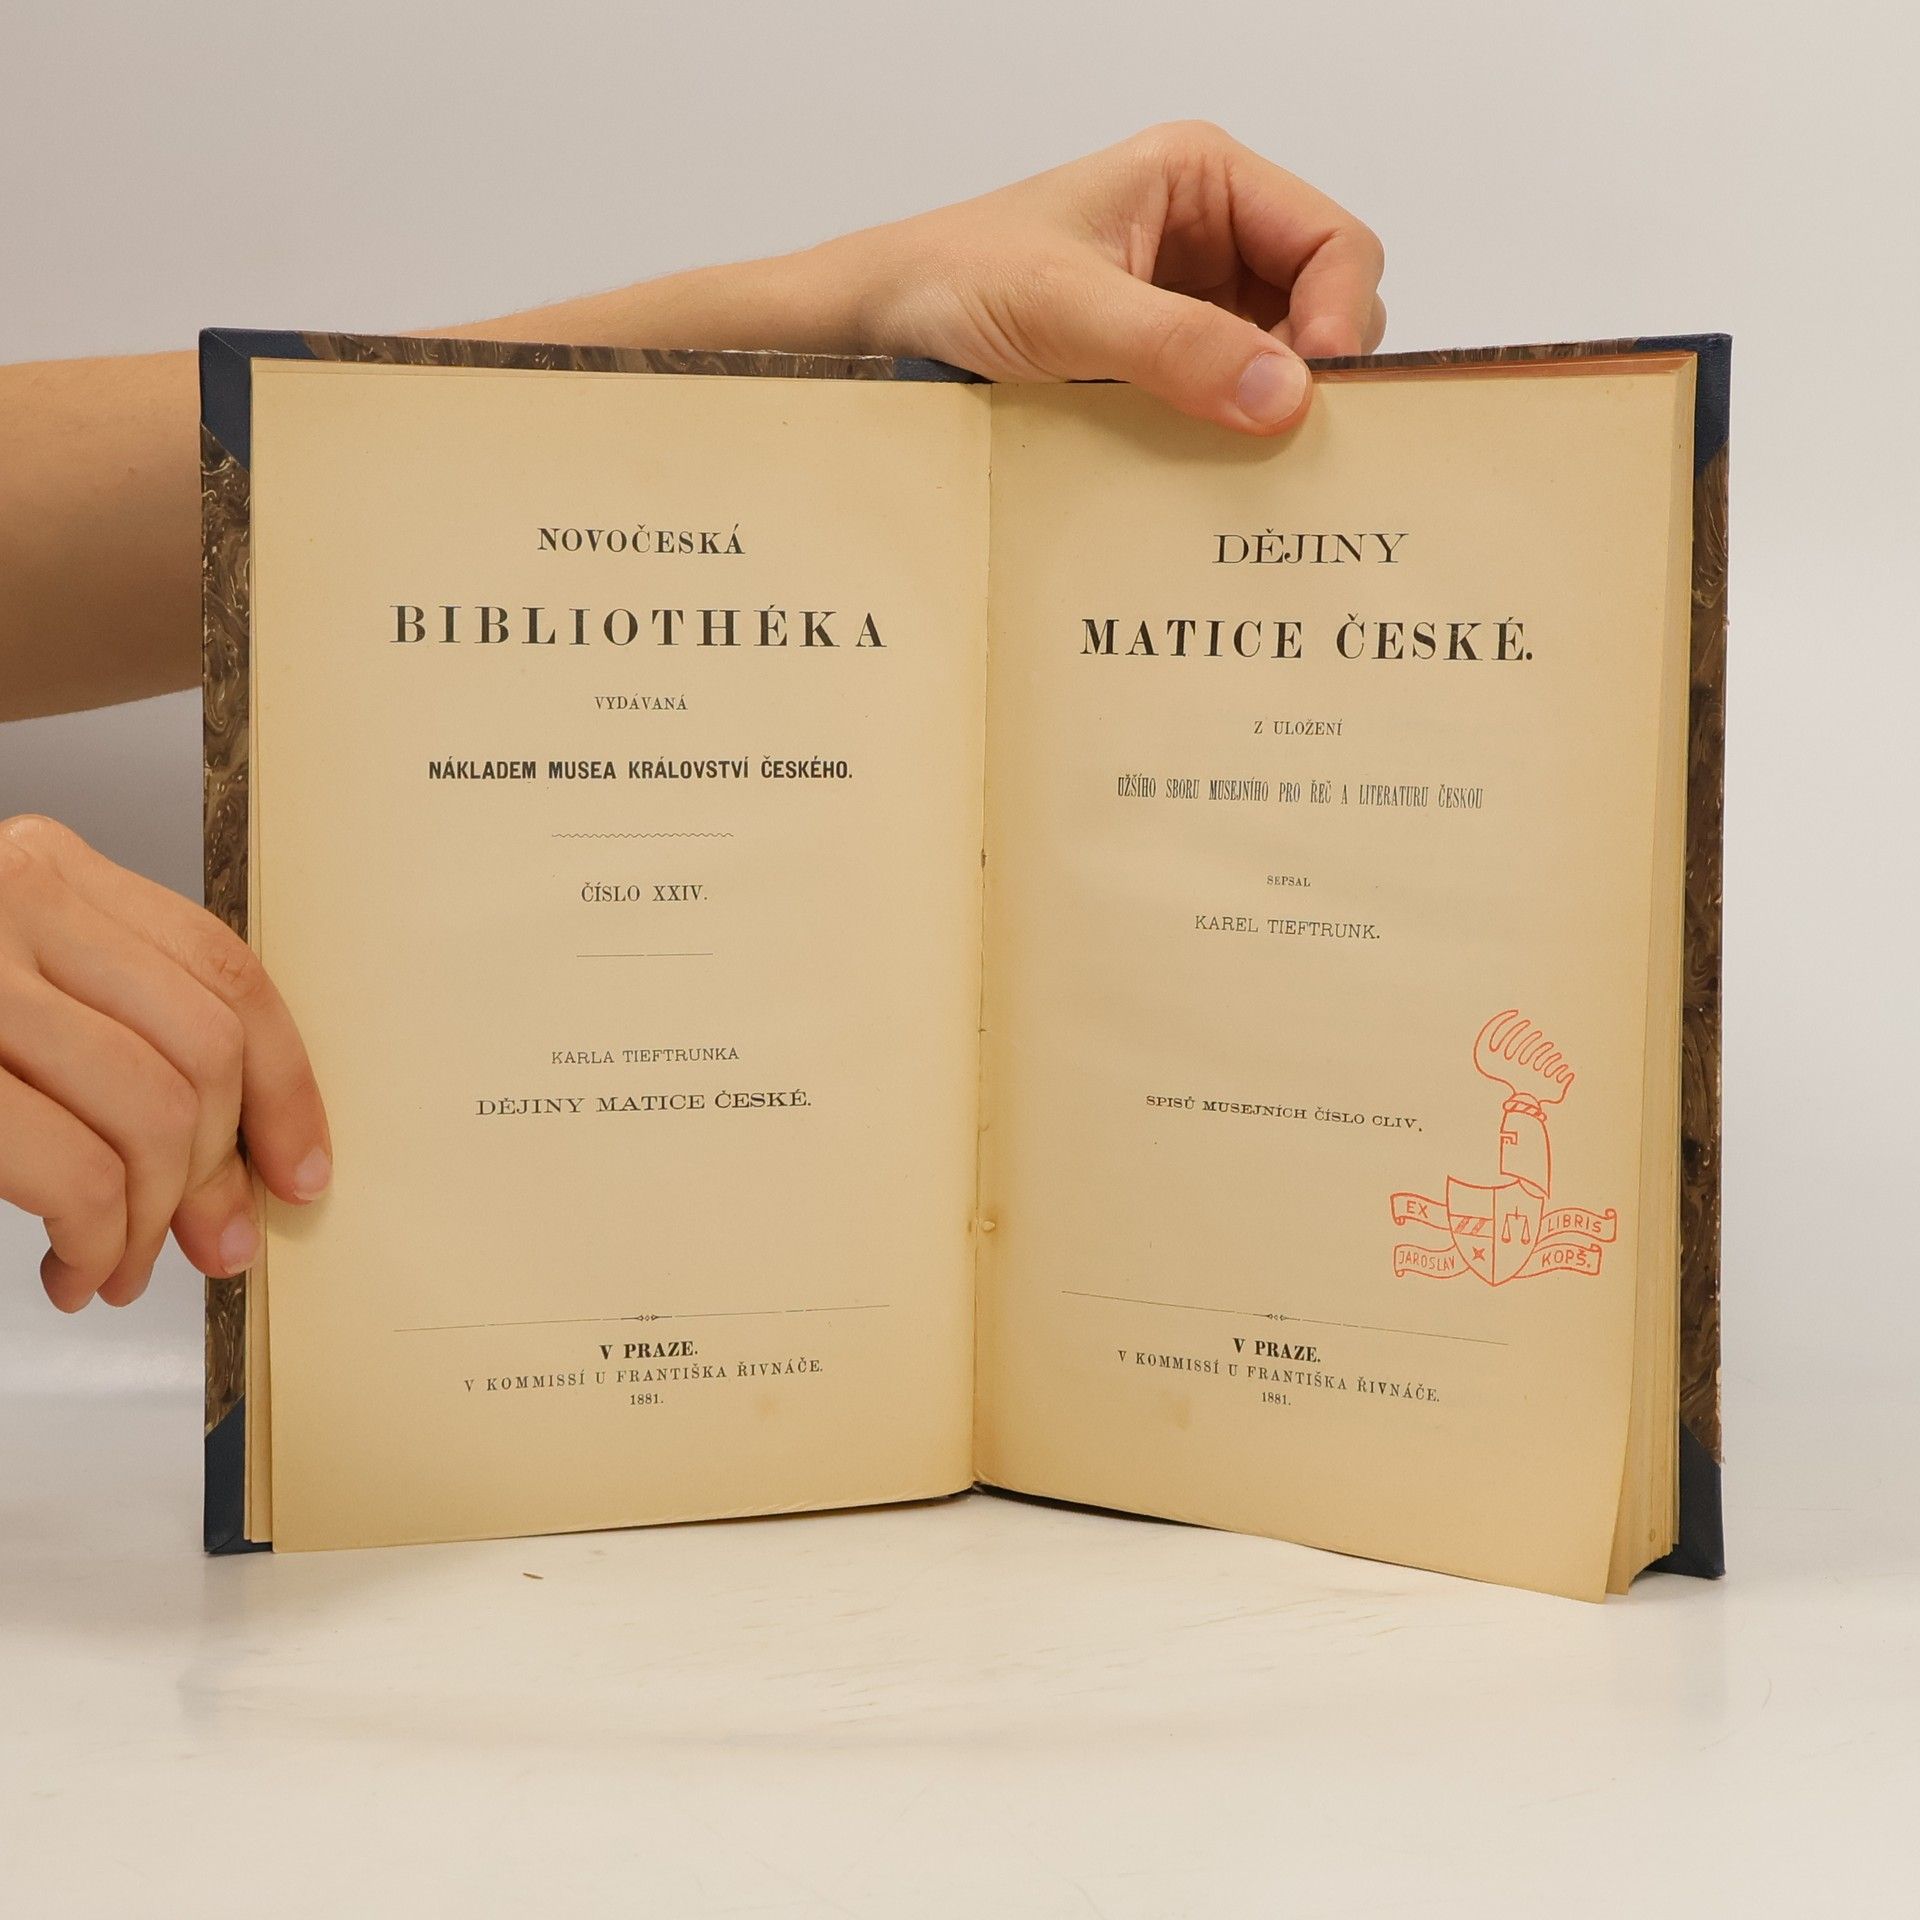 NOVOČESKÁ
BIBLIOTHÉKA
VYDÁVANÁ
NÁKLADEM MUSEA KRÁLOVSTVÍ ČESKÉHO.
ČÍSLO XXIV.
KARLA TIEFTRUNKA
DĚJINY MATICE ČESKÉ.
V PRAZE.
V KOMMISSÍ U FRANTIŠKA ŘIVNÁČE.
1881.
DĚJINY
MATICE ČESKÉ.
Z ULOŽENÍ
UŽŠÍHO SBORU MUSEJNÍHO PRO ŘEČ A LITERATURU ČESKOU
SEPSAL
KAREL TIEFTRUNK.
SPISŮ MUSEJNÍCH ČÍSLO CLIV.
EX LIBRIS
JAROSLAV KOPŠ.
V PRAZE.
V KOMMISSÍ U FRANTIŠKA ŘIVNÁČE.
1881.